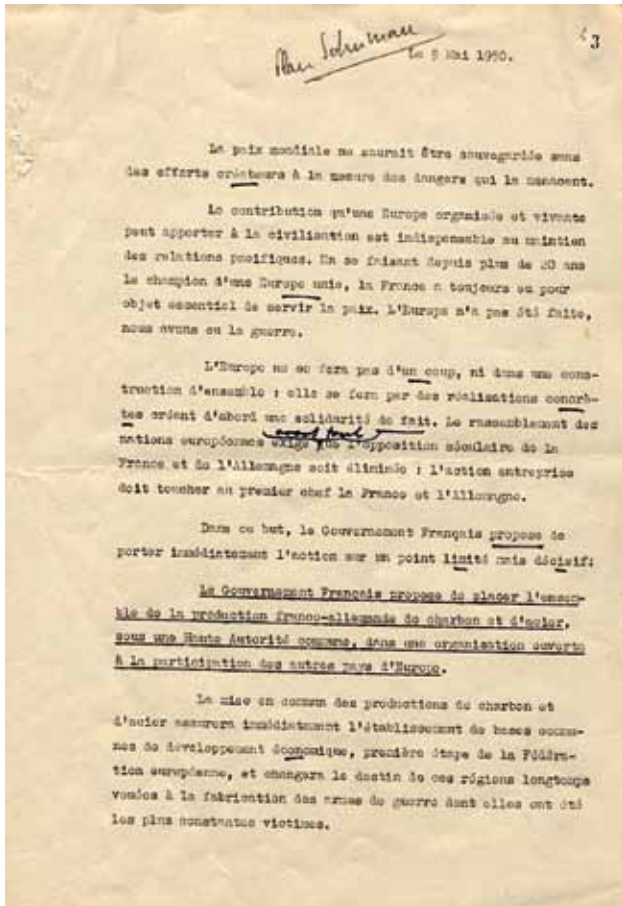 Plan Schuman
3
Le 9 Mai 1950.
La paix mondiale ne saurait être sauvegardée sans
des efforts créateurs à la mesure des dangers qui la menacent.
La contribution qu'une Europe organisée et vivante
peut apporter à la civilisation est indispensable au maintien
des relations pacifiques. En se faisant depuis plus de 20 ans
le champion d'une Europe unie, la France a toujours eu pour
objet essentiel de servir la paix. L'Europe n'a pas été faite,
nous avons eu la guerre.
L'Europe ne se fera pas d'un coup, ni dans une cons-
truction d'ensemble : elle se fera par des réalisations concrè-
tes créant d'abord une solidarité de fait. Le rassemblement des
avant tout
nations européennes exige que l'opposition séculaire de la
France et de l'Allemagne soit éliminée : l'action entreprise
doit toucher au premier chef la France et l'Allemagne.
Dans ce but, le Gouvernement Français propose de
porter immédiatement l'action sur un point limité mais décisif:
Le Gouvernement Français propose de placer l'ensem-
ble de la production franco-allemande de charbon et d'acier,
sous une Haute Autorité commune, dans une organisation ouverte
à la participation des autres pays d'Europe.
La mise en commun des productions de charbon et
d'acier assurera immédiatement l'établissement de bases commu-
nes de développement économique, première étape de la Fédéra-
tion européenne, et changera le destin de ces régions longtemps
vouées à la fabrication des armes de guerre dont elles ont été
les plus constantes victimes.